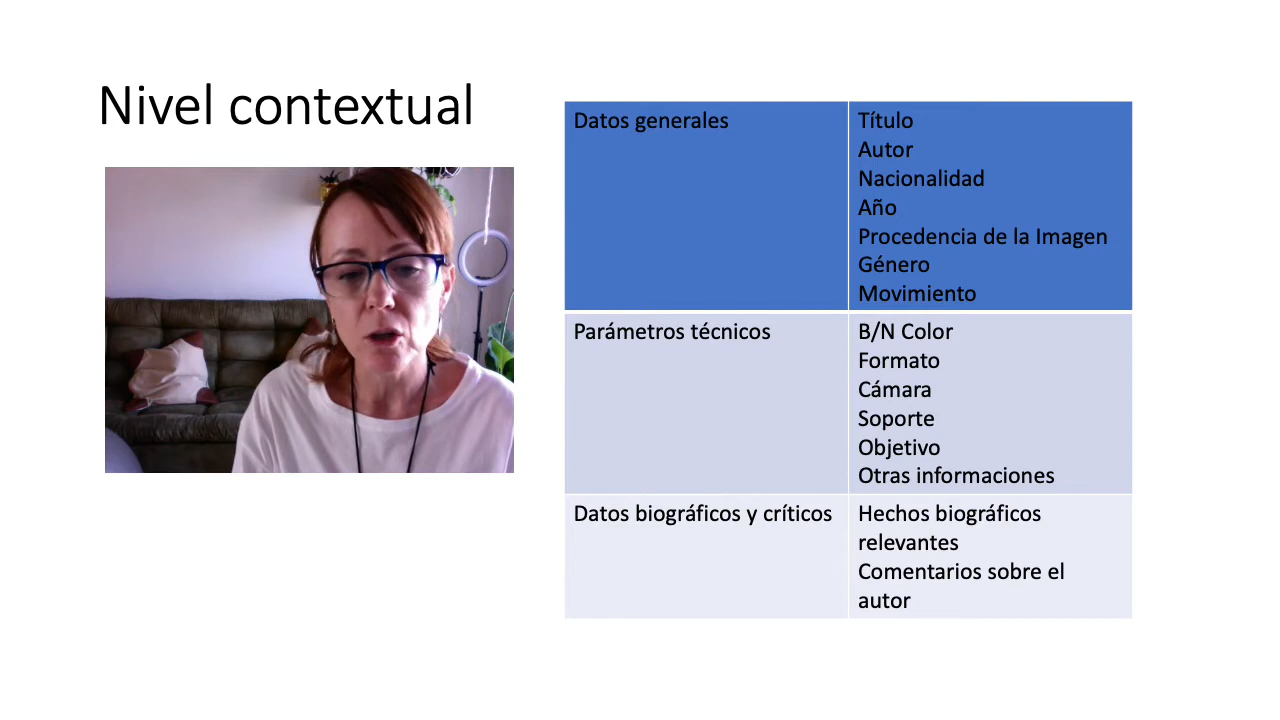 Nivel contextual
Datos generales
Título
Autor
Nacionalidad
Año
Procedencia de la Imagen
Género
Movimiento
Parámetros técnicos
B/N Color
Formato
Cámara
Soporte
Objetivo
Otras informaciones
Datos biográficos y críticos
Hechos biográficos
relevantes
Comentarios sobre el
autor